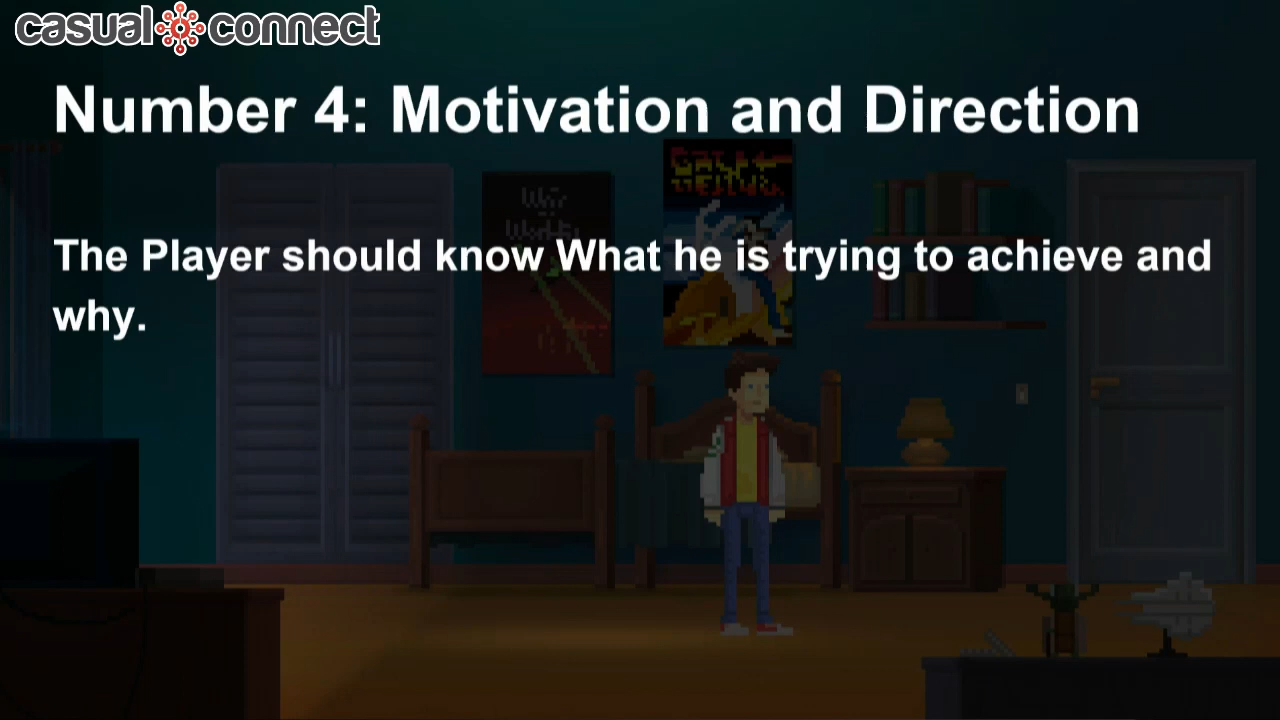 casual connect
Number 4: Motivation and Direction
The Player should know What he is trying to achieve and
why.